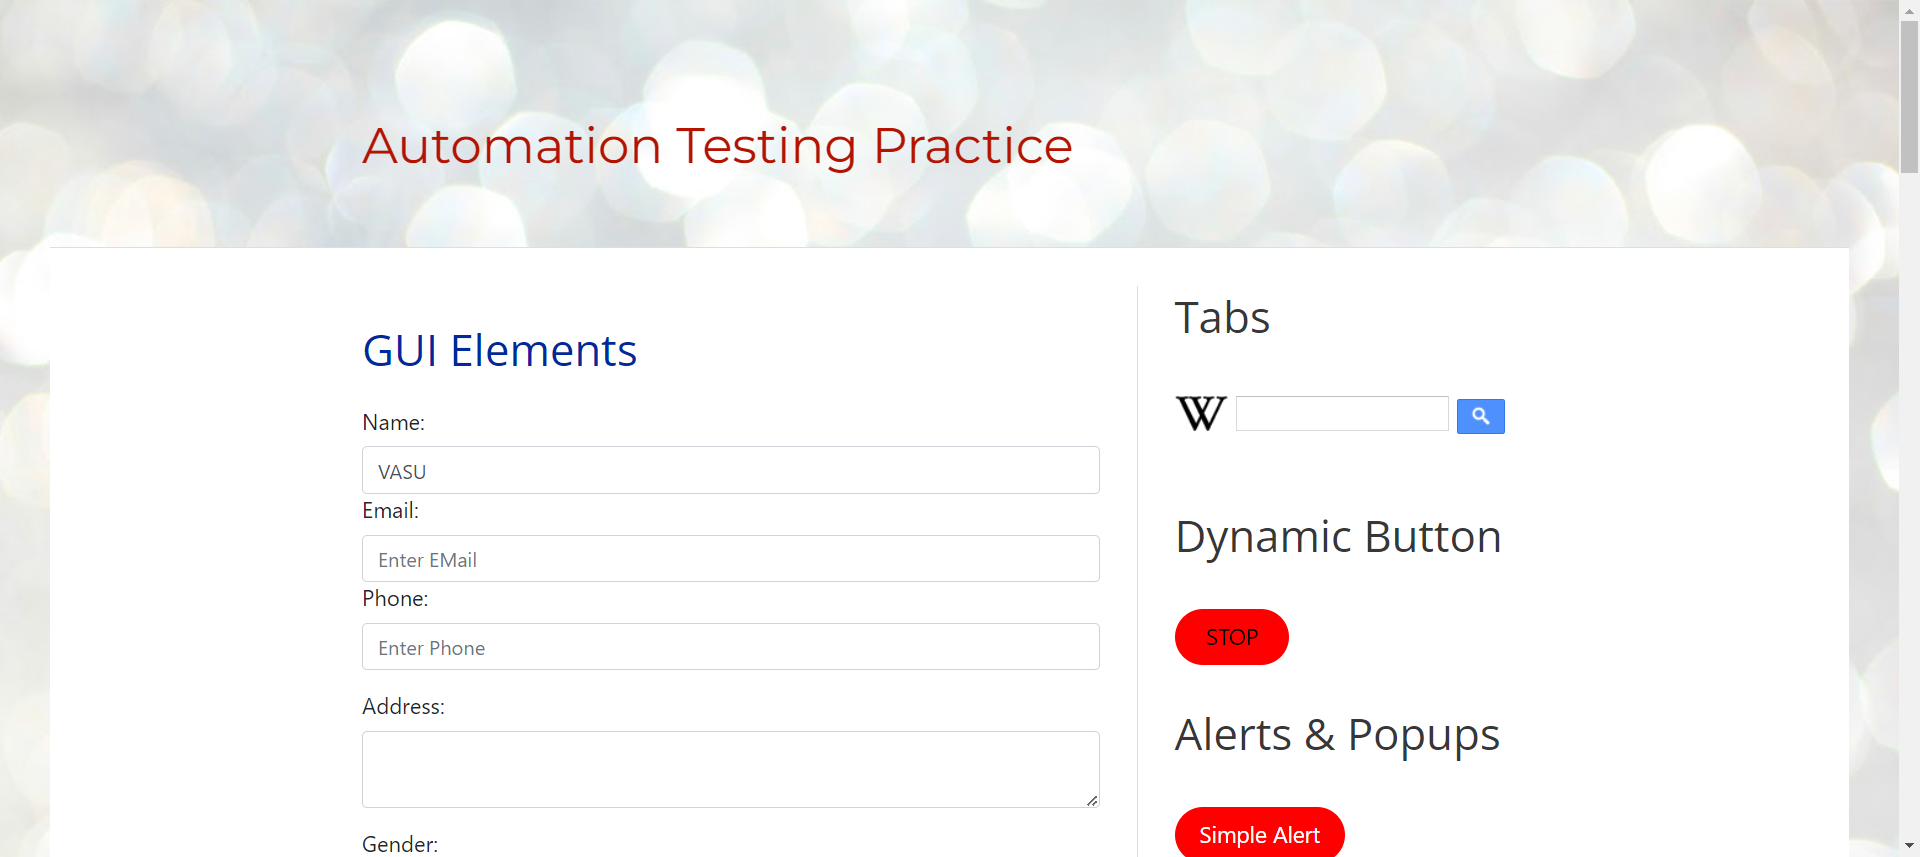 Automation Testing Practice
GUI Elements
Name:
VASU
Email:
Enter EMail
Phone:
Enter Phone
Address:
Gender:
Tabs
W
Dynamic Button
STOP
Alerts & Popups
Simple Alert